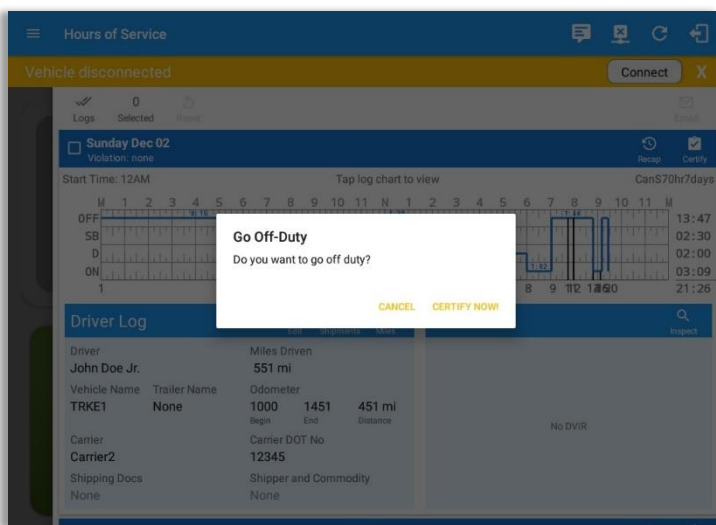 Hours of Service
Vehicle disconnected
Connect X
Logs
0
Selected
Reset
Email
Sunday Dec 02
Violation: none
Recap
Certify
Start Time: 12AM
Tap log chart to view
CanS70hr7days
M 1 2 3 4 5 6 7 8 9 10 11 N 1 2 3 4 5 6 7 8 9 10 11 M
OFF 13:47
SB 02:30
D 02:00
ON 03:09
1 8 9 21:26
Go Off-Duty
Do you want to go off duty?
CANCEL CERTIFY NOW!
Driver Log
Edit Shipments Miles
Inspect
Driver
John Doe Jr.
Miles Driven
551 mi
Vehicle Name Trailer Name
TRKE1 None
Odometer
1000 1451 451 mi
Begin End Distance
Carrier
Carrier2
Carrier DOT No
12345
Shipping Docs
None
Shipper and Commodity
None
No DVIR